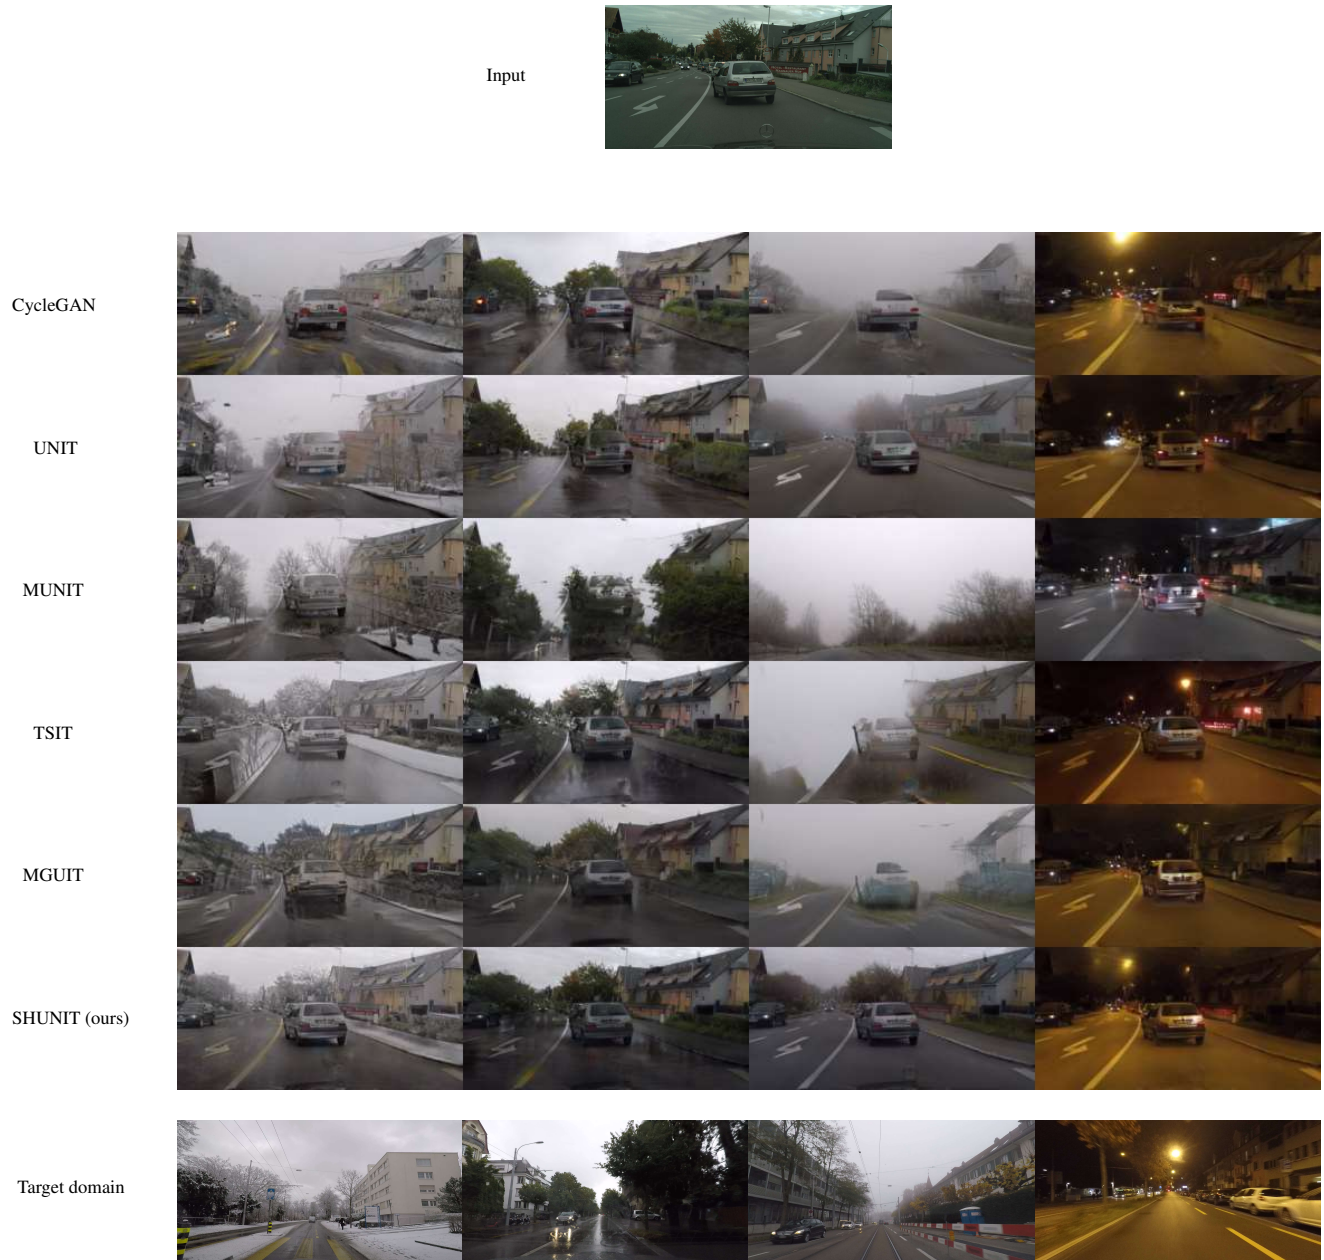 Input
CycleGAN
UNIT
MUNIT
TSIT
MGUIT
SHUNIT (ours)
Target domain